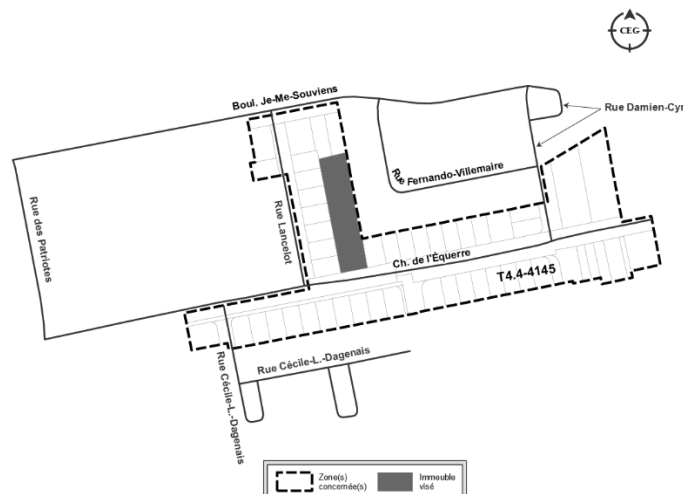 CEG
Boul. Je-Me-Souviens
Rue Damien-Cyr
Rue Fernando-Villemaire
Rue des Patriotes
Rue Lancelot
Ch. de l'Équerre
T4.4-4145
Rue Cécile-L.-Dagenais
Rue Cécile-L.-Dagenais
Zone(s)
concernée(s)
Immeuble
visé